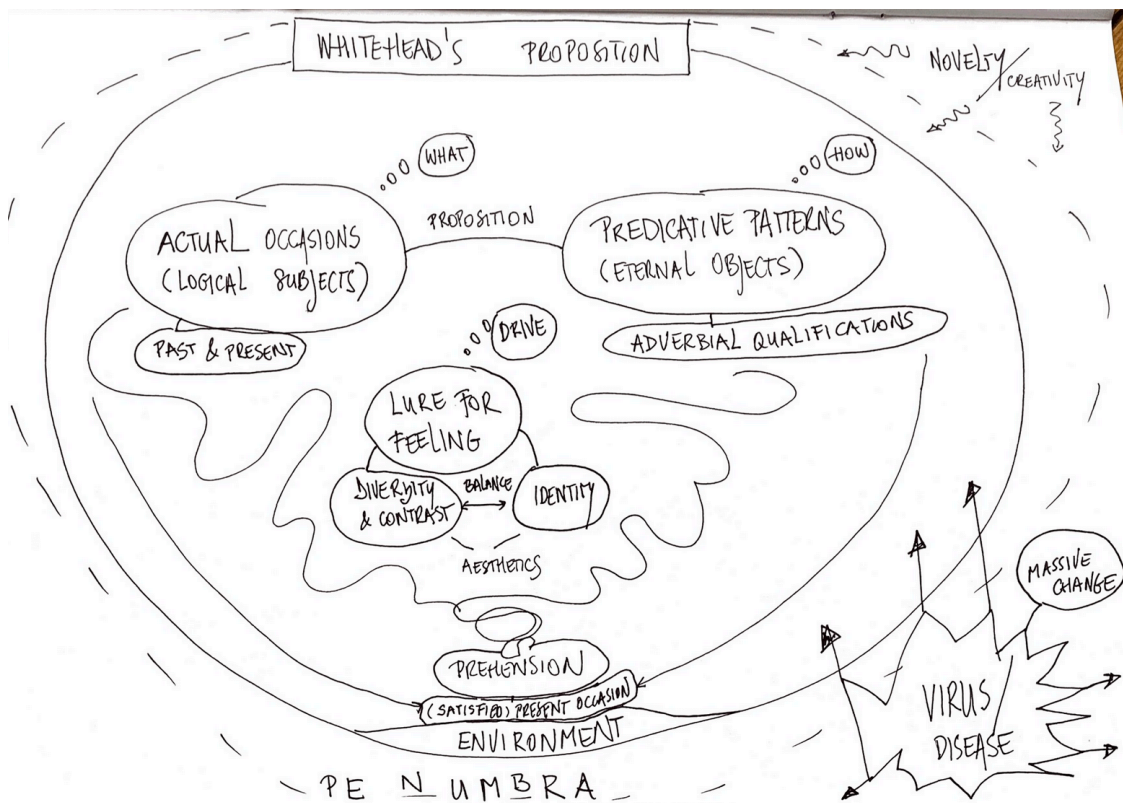 WHITEHEAD'S PROPOSITION
NOVELTY/
CREATIVITY
WHAT
HOW
ACTUAL OCCASIONS
(LOGICAL SUBJECTS)
PROPOSITION
PREDICATIVE PATTERNS
(ETERNAL OBJECTS)
PAST & PRESENT
ADVERBIAL QUALIFICATIONS
DRIVE
LURE FOR
FEELING
DIVERSITY
& CONTRAST
BALANCE
IDENTITY
AESTHETICS
PREHENSION
(SATISFIED) PRESENT OCCASION
ENVIRONMENT
PENUMBRA
MASSIVE
CHANGE
VIRUS
DISEASE